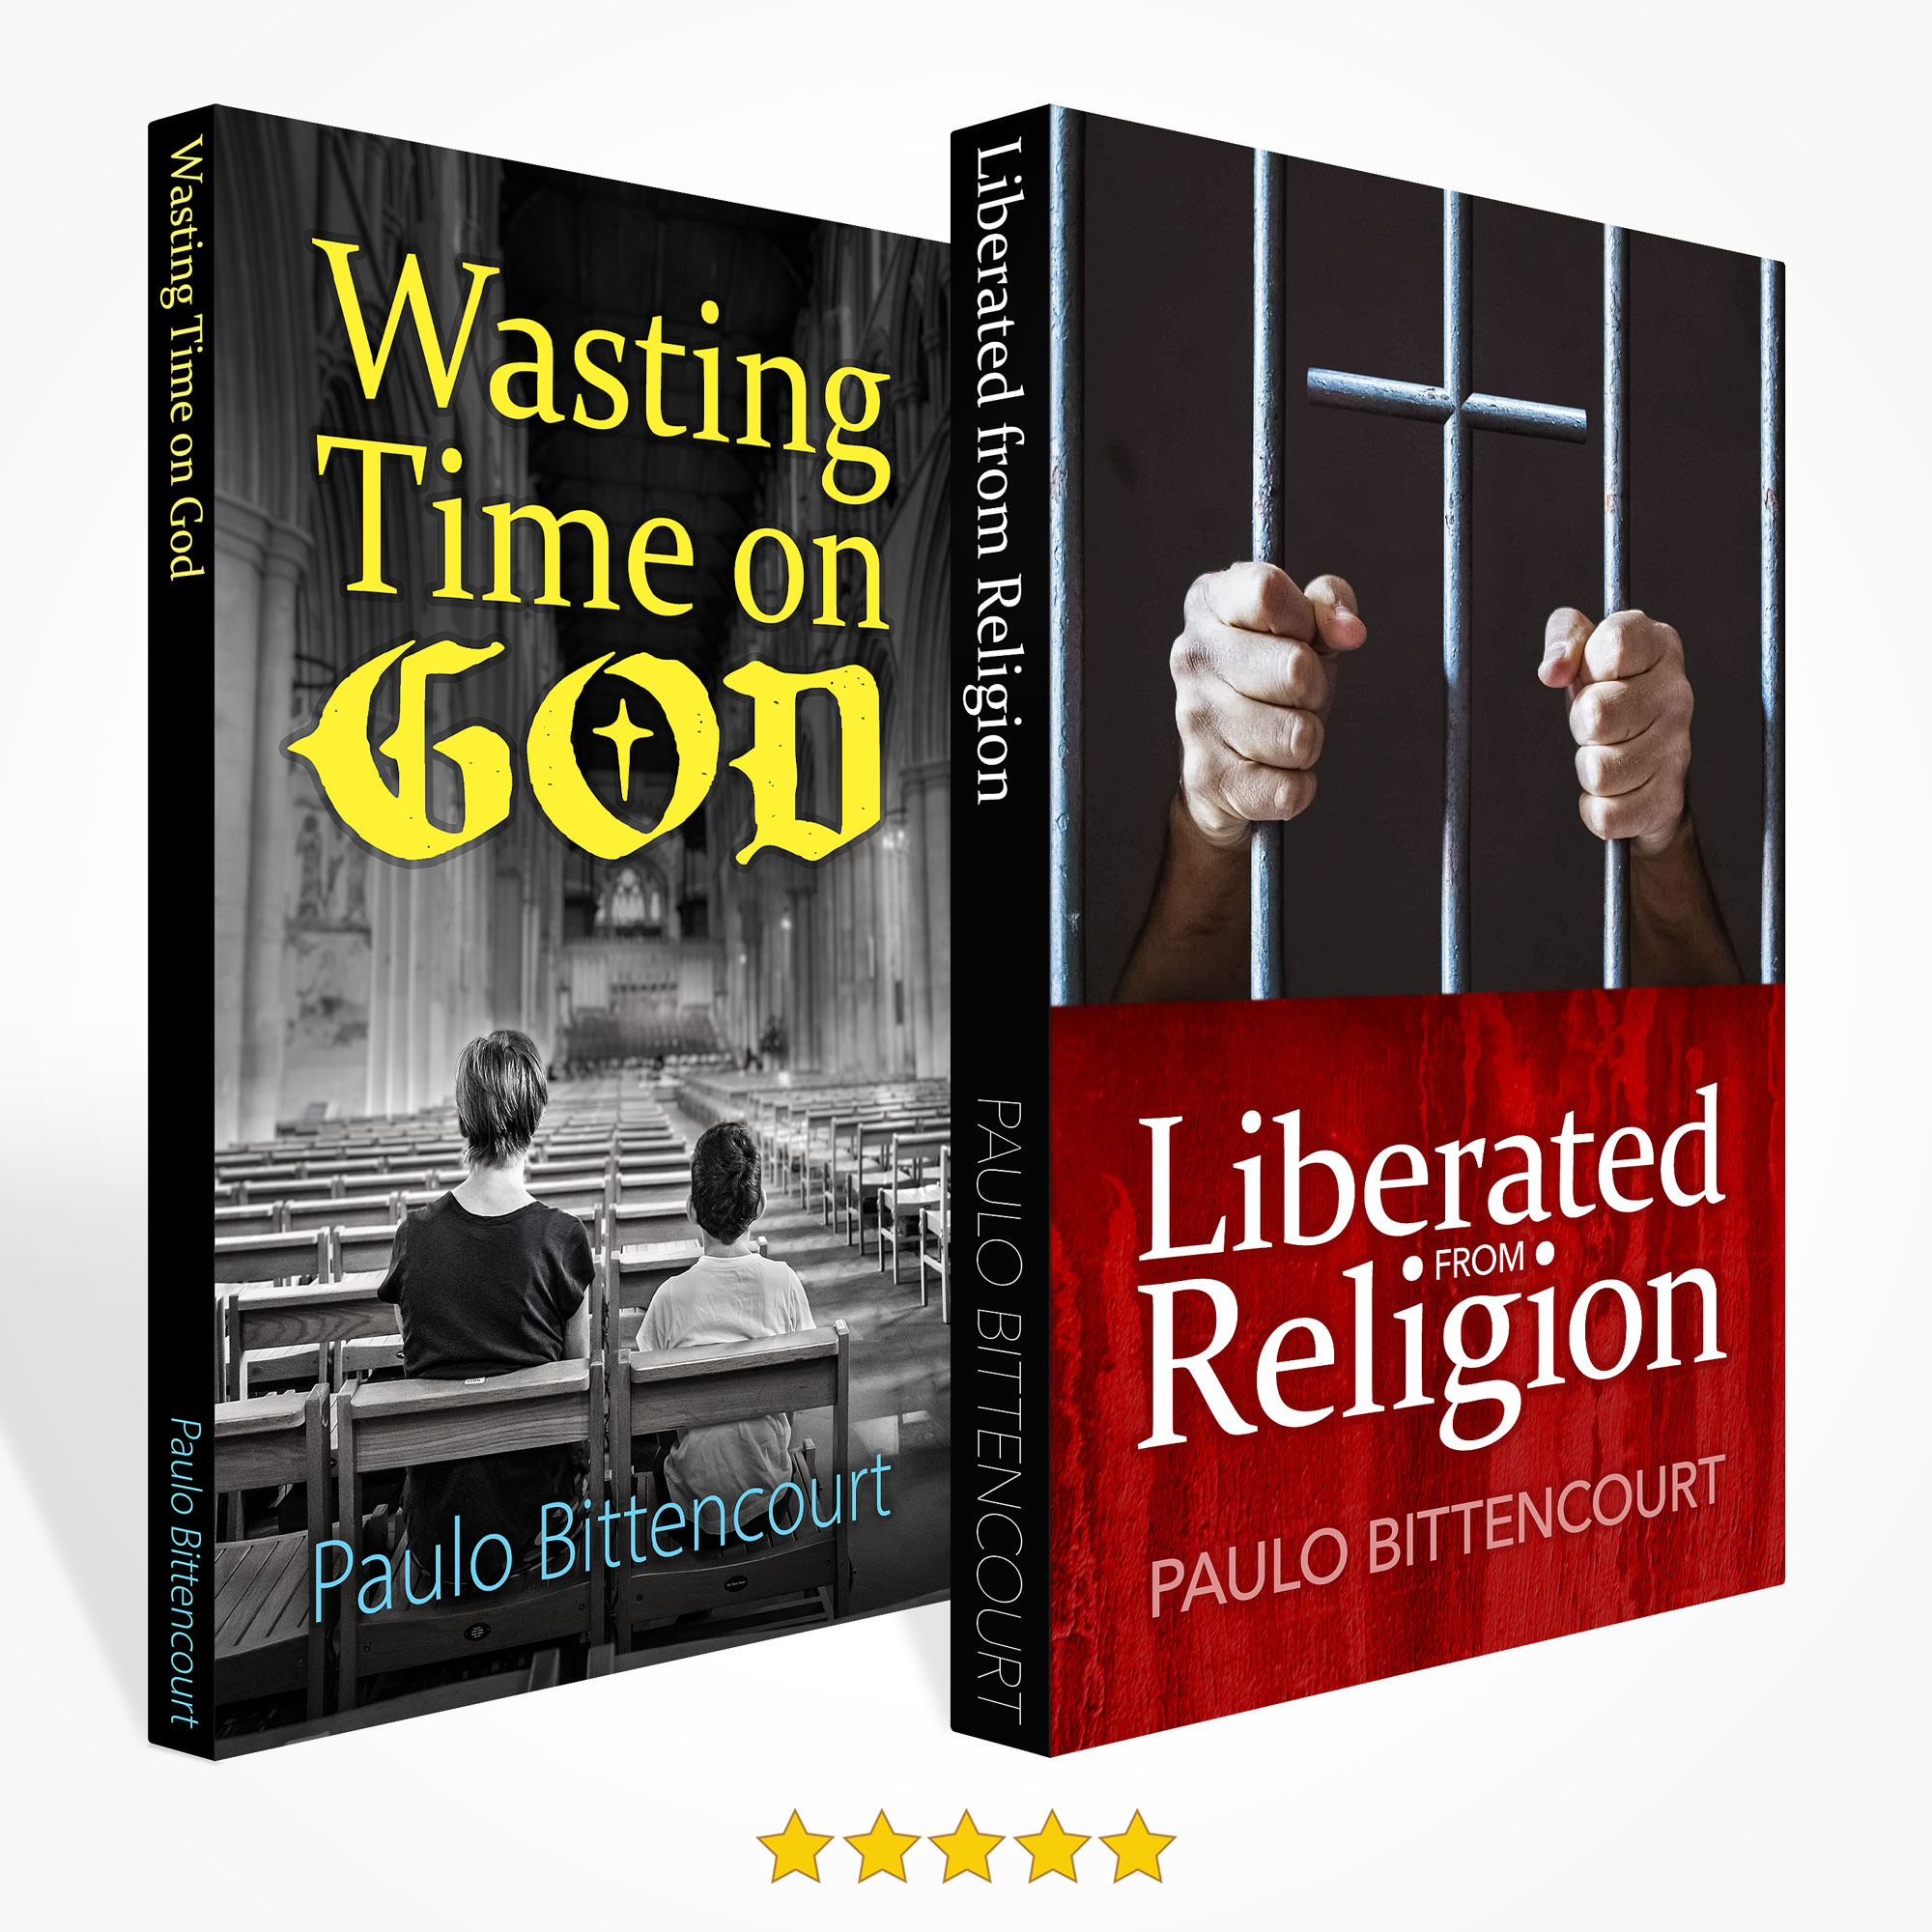 Wasting Time on God
Paulo Bittencourt
Wasting
Time on
GOD
Paulo Bittencourt
Liberated from Religion
PAULO BITTENCOURT
Liberated
FROM
Religion
PAULO BITTENCOURT